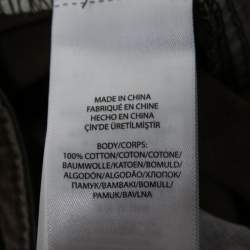 MADE IN CHINA
FABRIQUÉ EN CHINE
HECHO EN CHINA
ÇİN'DE ÜRETİLMİŞTİR
BODY/CORPS:
100% COTTON/COTON/COTONE/
BAUMWOLLE/KATOEN/BOMULD/
ALGODÓN/ALGODÃO/ХЛОПОК/
ПАМУК/BAMBAKI/BOMULL/
PAMUK/BAVLNA